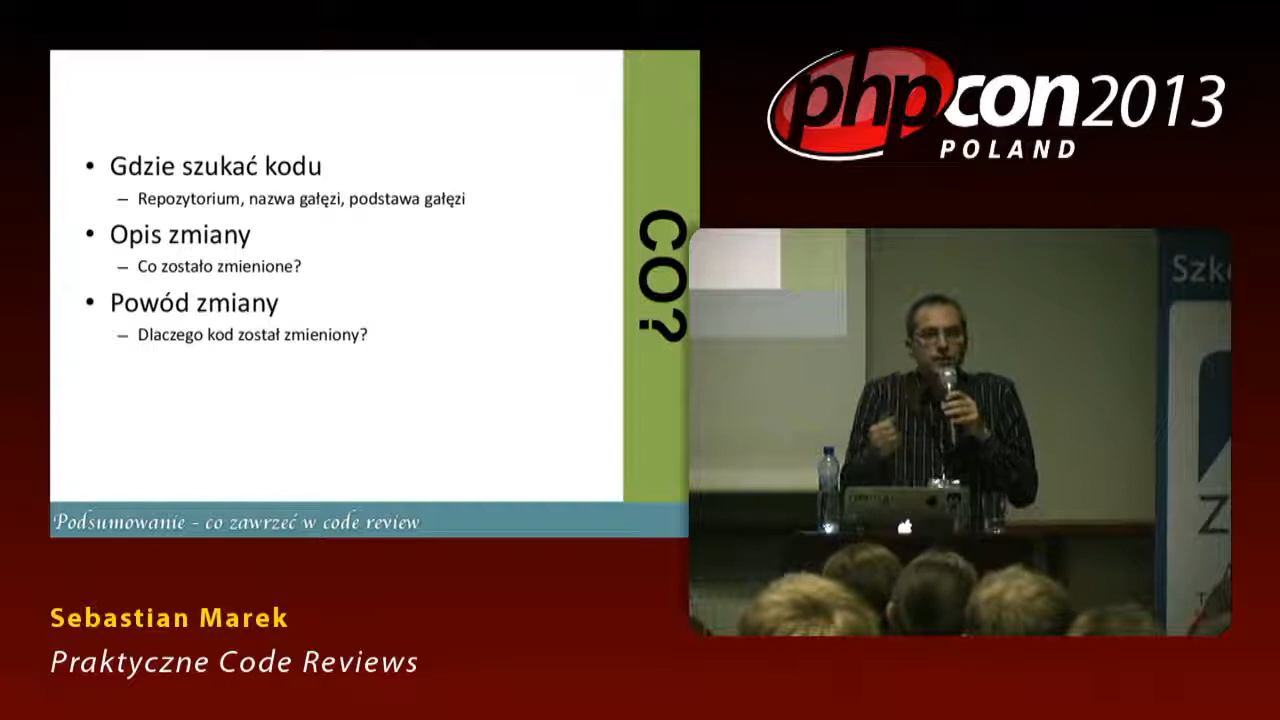 • Gdzie szukać kodu
– Repozytorium, nazwa gałęzi, podstawa gałęzi
• Opis zmiany
– Co zostało zmienione?
• Powód zmiany
– Dlaczego kod został zmieniony?
CO?
Podsumowanie - co zawrzeć w code review
phpcon 2013
POLAND
Szk
Z
Sebastian Marek
Praktyczne Code Reviews